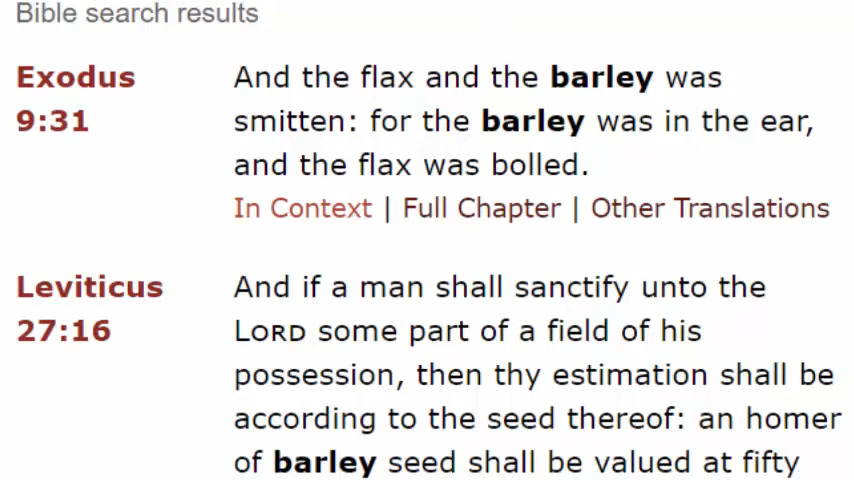 Bible search results
Exodus 9:31
And the flax and the barley was
smitten: for the barley was in the ear,
and the flax was bolled.
In Context | Full Chapter | Other Translations
Leviticus 27:16
And if a man shall sanctify unto the
LORD some part of a field of his
possession, then thy estimation shall be
according to the seed thereof: an homer
of barley seed shall be valued at fifty